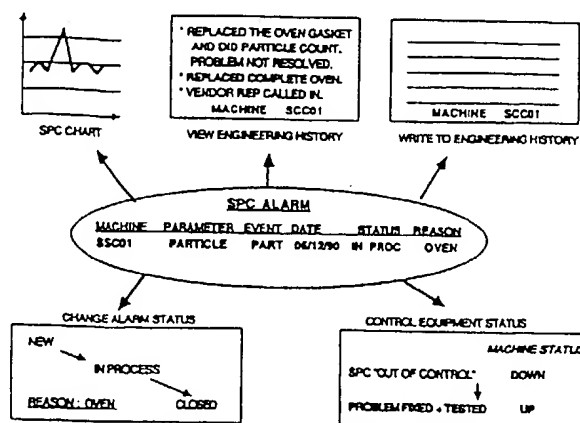 SPC CHART
* REPLACED THE OVEN GASKET
AND DID PARTICLE COUNT.
PROBLEM NOT RESOLVED.
* REPLACED COMPLETE OVEN.
* VENDOR REP CALLED IN.
MACHINE SCC01
VIEW ENGINEERING HISTORY
MACHINE SCC01
WRITE TO ENGINEERING HISTORY
SPC ALARM
MACHINE PARAMETER EVENT DATE STATUS REASON
SSC01 PARTICLE PART 06/12/90 IN PROC OVEN
CHANGE ALARM STATUS
NEW
IN PROCESS
REASON : OVEN CLOSED
CONTROL EQUIPMENT STATUS
MACHINE STATUS
SPC "OUT OF CONTROL" DOWN
PROBLEM FIXED + TESTED UP